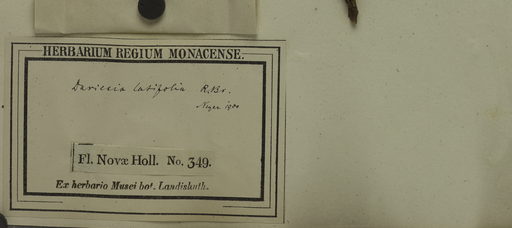 HERBARIUM REGIUM MONACENSE.
Daviesia latifolia R.Br.
Fl. Novæ Holl. No. 349.
Ex herbario Musei bot. Landishuth.